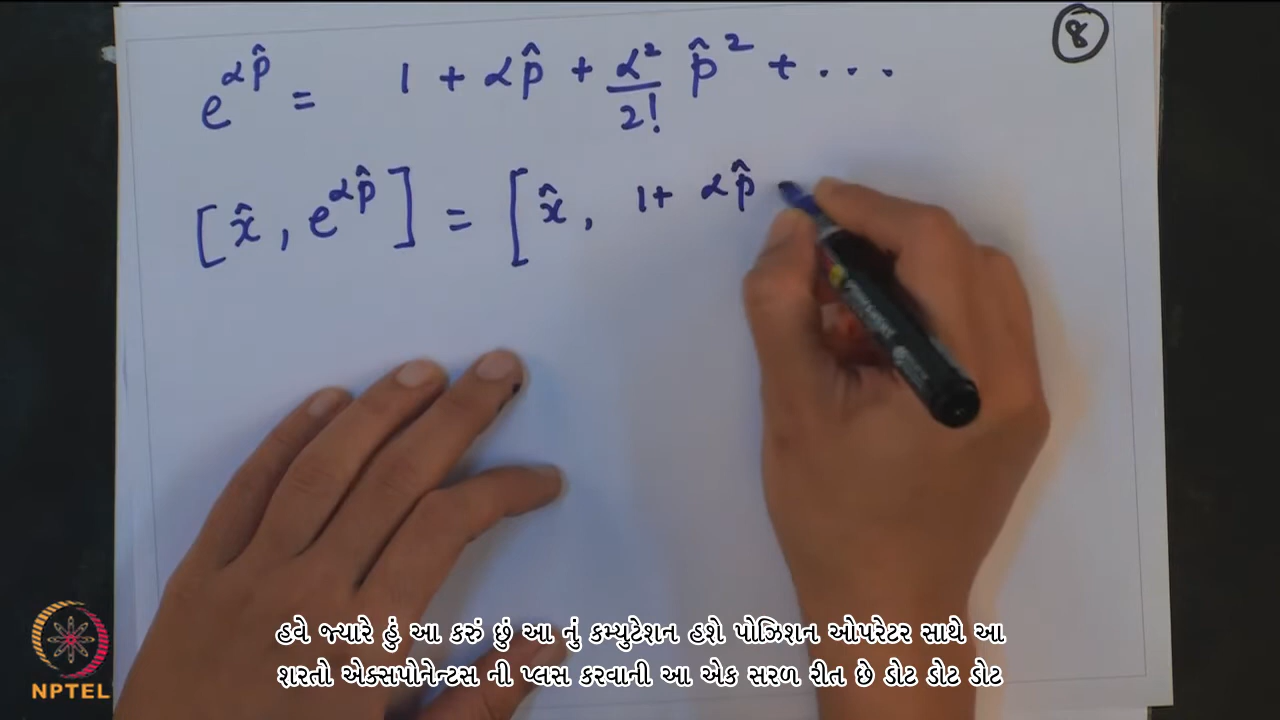 ⑧
e^{αp̂} = 1 + αp̂ + α²/2! p̂² + ...
[x̂, e^{αp̂}] = [x̂, 1+ αp̂
હવે જ્યારે હું આ કરું છું આ નું કમ્યુટેશન હશે પોઝિશન ઓપરેટર સાથે આ
શરતો એક્સપોનેન્ટસ ની પ્લસ કરવાની આ એક સરળ રીત છે ડોટ ડોટ ડોટ
NPTEL